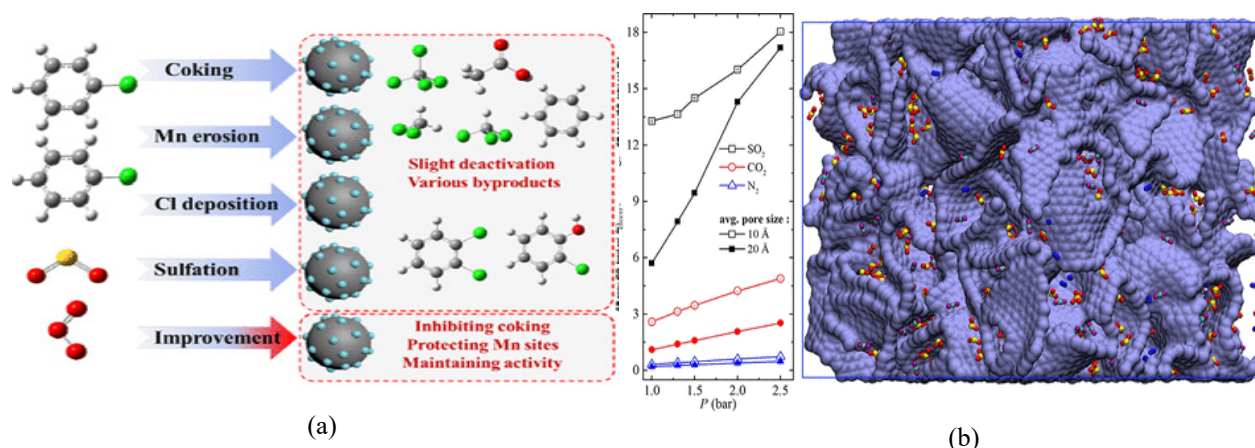 Coking
Mn erosion
Cl deposition
Sulfation
Improvement
Slight deactivation
Various byproducts
Inhibiting coking
Protecting Mn sites
Maintaining activity
(a)
18
15
12
9
6
3
0
SO₂
CO₂
N₂
avg. pore size :
10 Å
20 Å
1.0
1.5
2.0
2.5
P (bar)
(b)